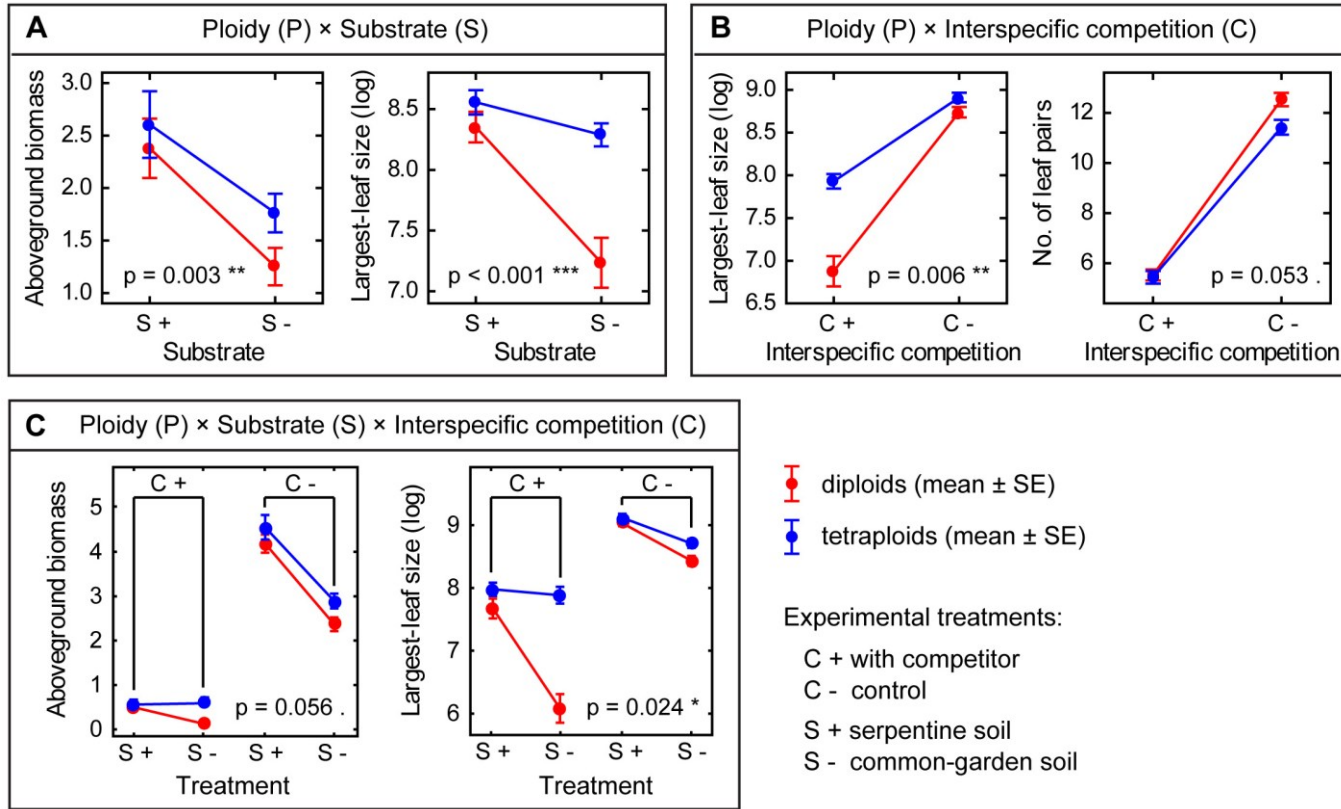 A Ploidy (P) × Substrate (S)
Aboveground biomass
3.0
2.5
2.0
1.5
1.0
p = 0.003 **
S + S -
Substrate
Largest-leaf size (log)
8.5
8.0
7.5
7.0
p < 0.001 ***
S + S -
Substrate
B Ploidy (P) × Interspecific competition (C)
Largest-leaf size (log)
9.0
8.5
8.0
7.5
7.0
6.5
p = 0.006 **
C + C -
Interspecific competition
No. of leaf pairs
12
10
8
6
p = 0.053 .
C + C -
Interspecific competition
C Ploidy (P) × Substrate (S) × Interspecific competition (C)
Aboveground biomass
5
4
3
2
1
0
C + C -
p = 0.056 .
S + S - S + S -
Treatment
Largest-leaf size (log)
9
8
7
6
C + C -
p = 0.024 *
S + S - S + S -
Treatment
diploids (mean ± SE)
tetraploids (mean ± SE)
Experimental treatments:
C + with competitor
C - control
S + serpentine soil
S - common-garden soil